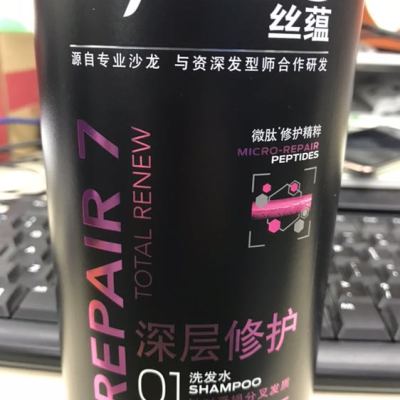 丝蕴
源自专业沙龙 与资深发型师合作研发
微肽*修护精粹
MICRO-REPAIR
PEPTIDES
REPAIR 7
TOTAL RENEW
深层修护
01 洗发水
SHAMPOO